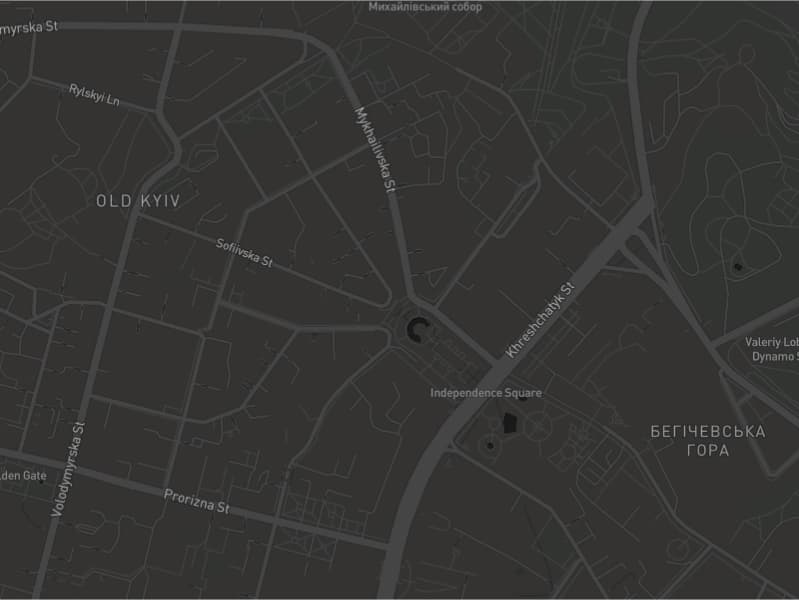 Михайлівський собор
myrska St
Rylskyi Ln
Mykhailivska St
OLD KYIV
Sofiivska St
Khreshchatyk St
Valeriy Lob
Dynamo S
Independence Square
БЕГІЧЕВСЬКА
ГОРА
Volodymyrska St
lden Gate
Prorizna St